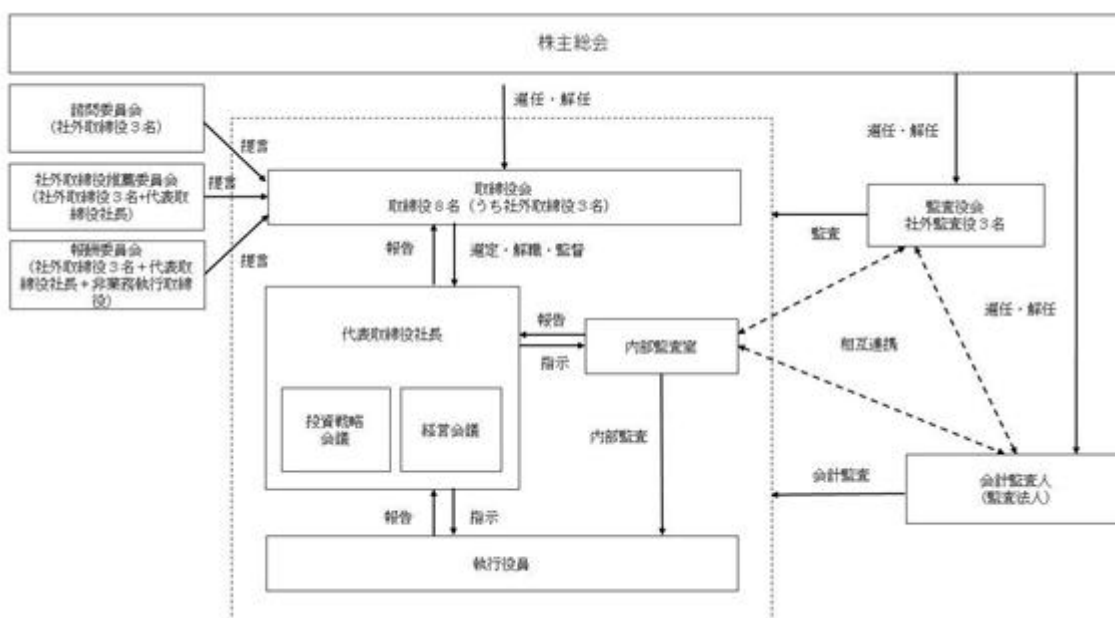 株主総会
諮問委員会
（社外取締役３名）
選任・解任
提言
選任・解任
社外取締役推薦委員会
（社外取締役３名+代表取
締役社長）
提言
取締役会
取締役８名（うち社外取締役３名）
監査役会
社外監査役３名
監査
報酬委員会
（社外取締役３名＋代表取
締役社長＋非業務執行取締
役）
提言
報告
選定・解職・監督
代表取締役社長
報告
指示
内部監査室
選任・解任
相互連携
投資戦略
会議
経営会議
内部監査
会計監査
会計監査人
（監査法人）
報告
指示
執行役員